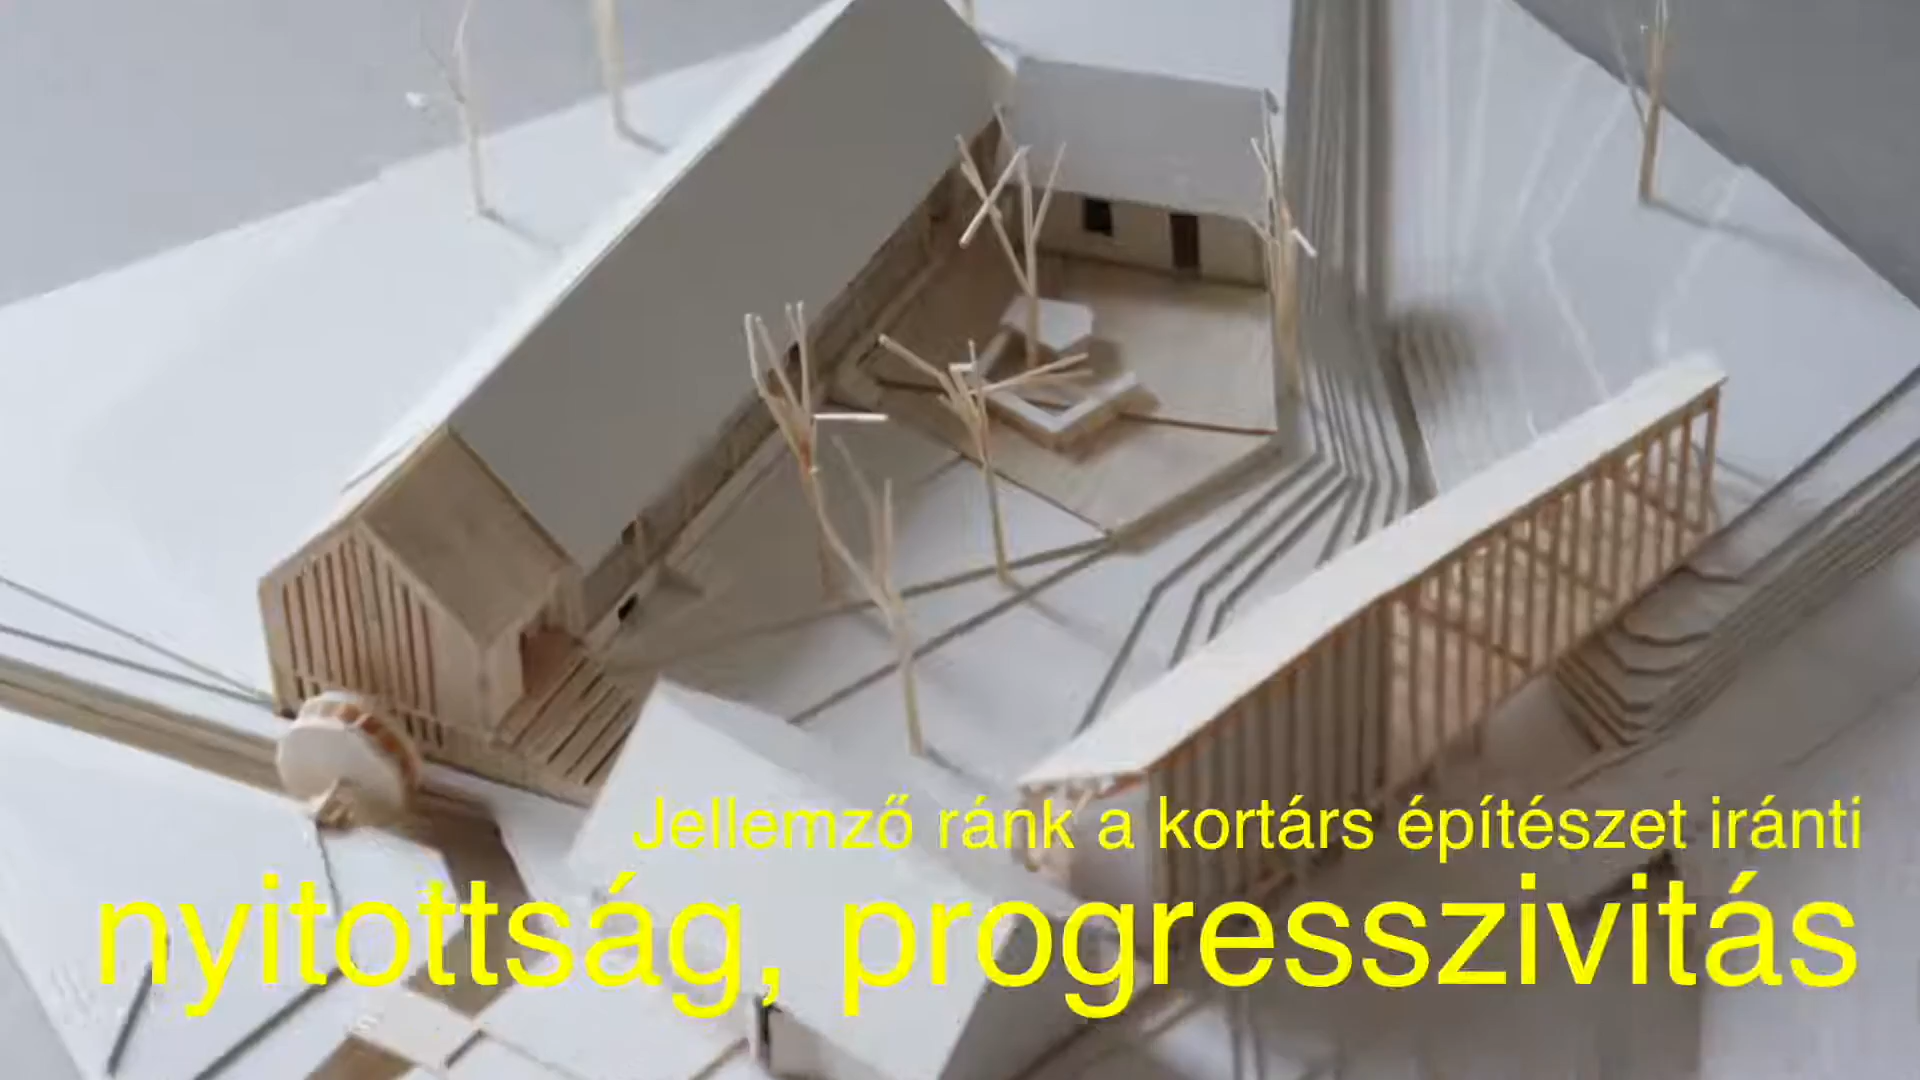 Jellemző ránk a kortárs építészet iránti
nyitottság, progresszivitás